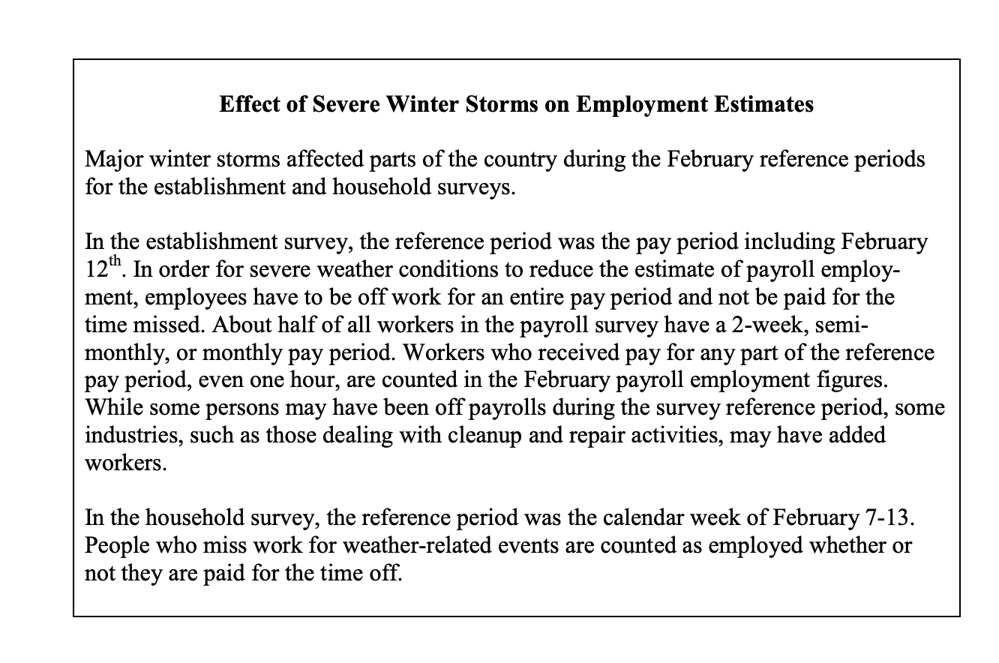 Effect of Severe Winter Storms on Employment Estimates
Major winter storms affected parts of the country during the February reference periods
for the establishment and household surveys.
In the establishment survey, the reference period was the pay period including February
12th. In order for severe weather conditions to reduce the estimate of payroll employ-
ment, employees have to be off work for an entire pay period and not be paid for the
time missed. About half of all workers in the payroll survey have a 2-week, semi-
monthly, or monthly pay period. Workers who received pay for any part of the reference
pay period, even one hour, are counted in the February payroll employment figures.
While some persons may have been off payrolls during the survey reference period, some
industries, such as those dealing with cleanup and repair activities, may have added
workers.
In the household survey, the reference period was the calendar week of February 7-13.
People who miss work for weather-related events are counted as employed whether or
not they are paid for the time off.